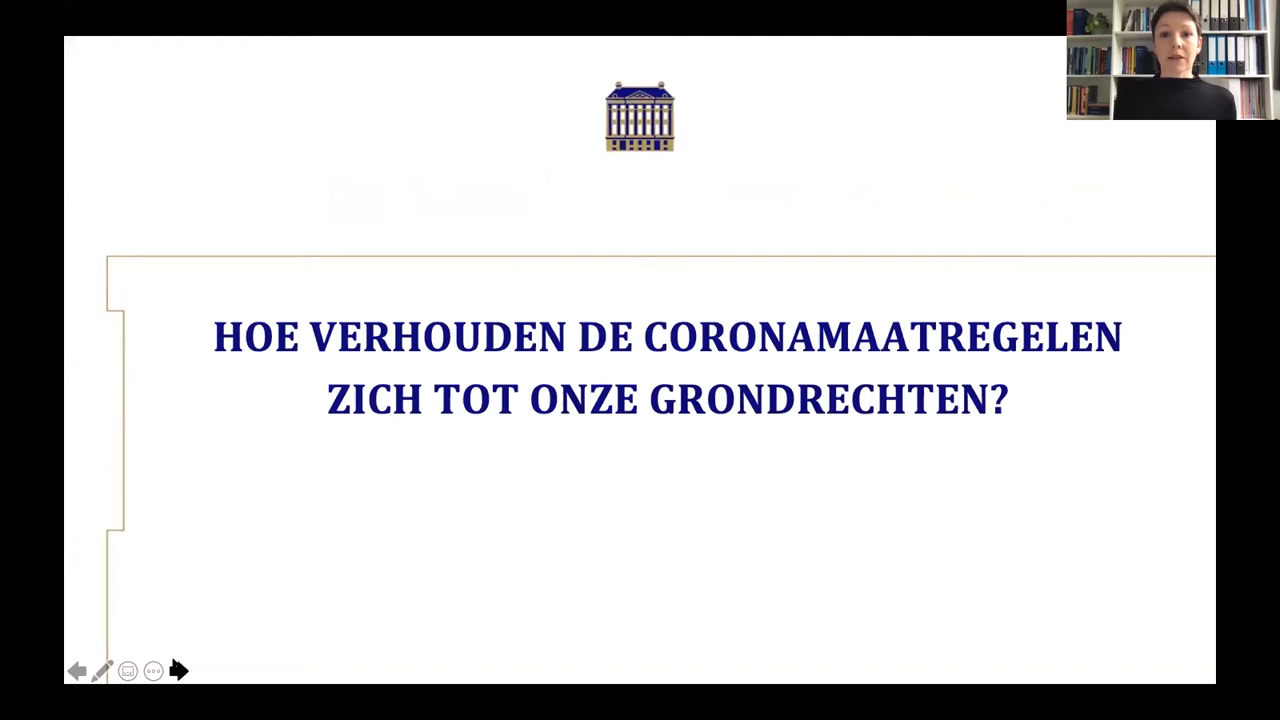 HOE VERHOUDEN DE CORONAMAATREGELEN
ZICH TOT ONZE GRONDRECHTEN?